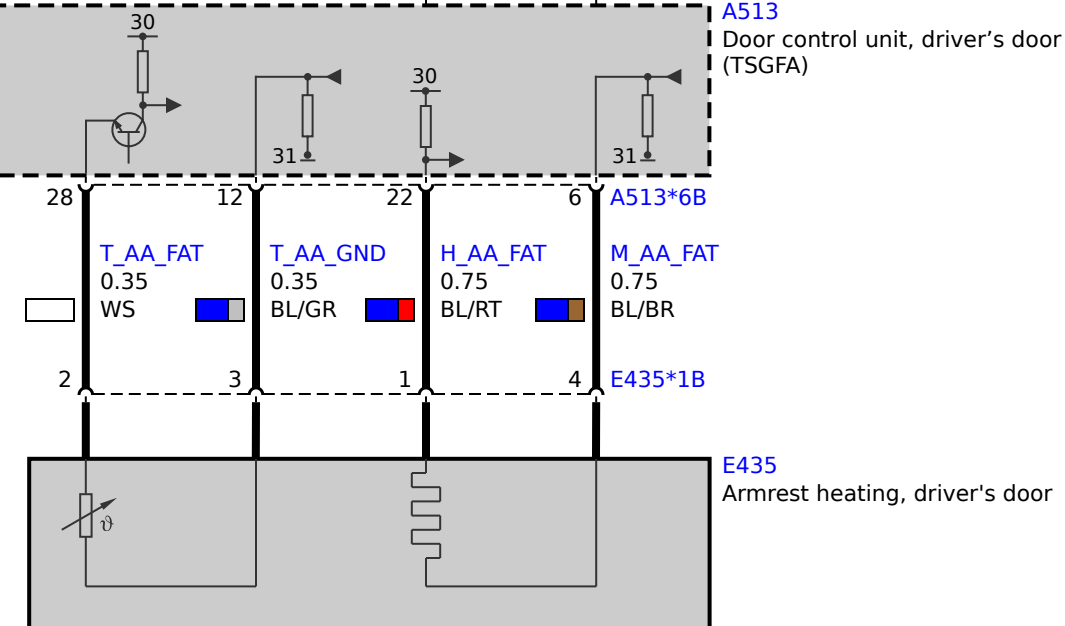 A513
Door control unit, driver’s door
(TSGFA)
30
30
31
31
28
12
22
6
A513*6B
T_AA_FAT
0.35
WS
T_AA_GND
0.35
BL/GR
H_AA_FAT
0.75
BL/RT
M_AA_FAT
0.75
BL/BR
2
3
1
4
E435*1B
E435
Armrest heating, driver's door
ϑ